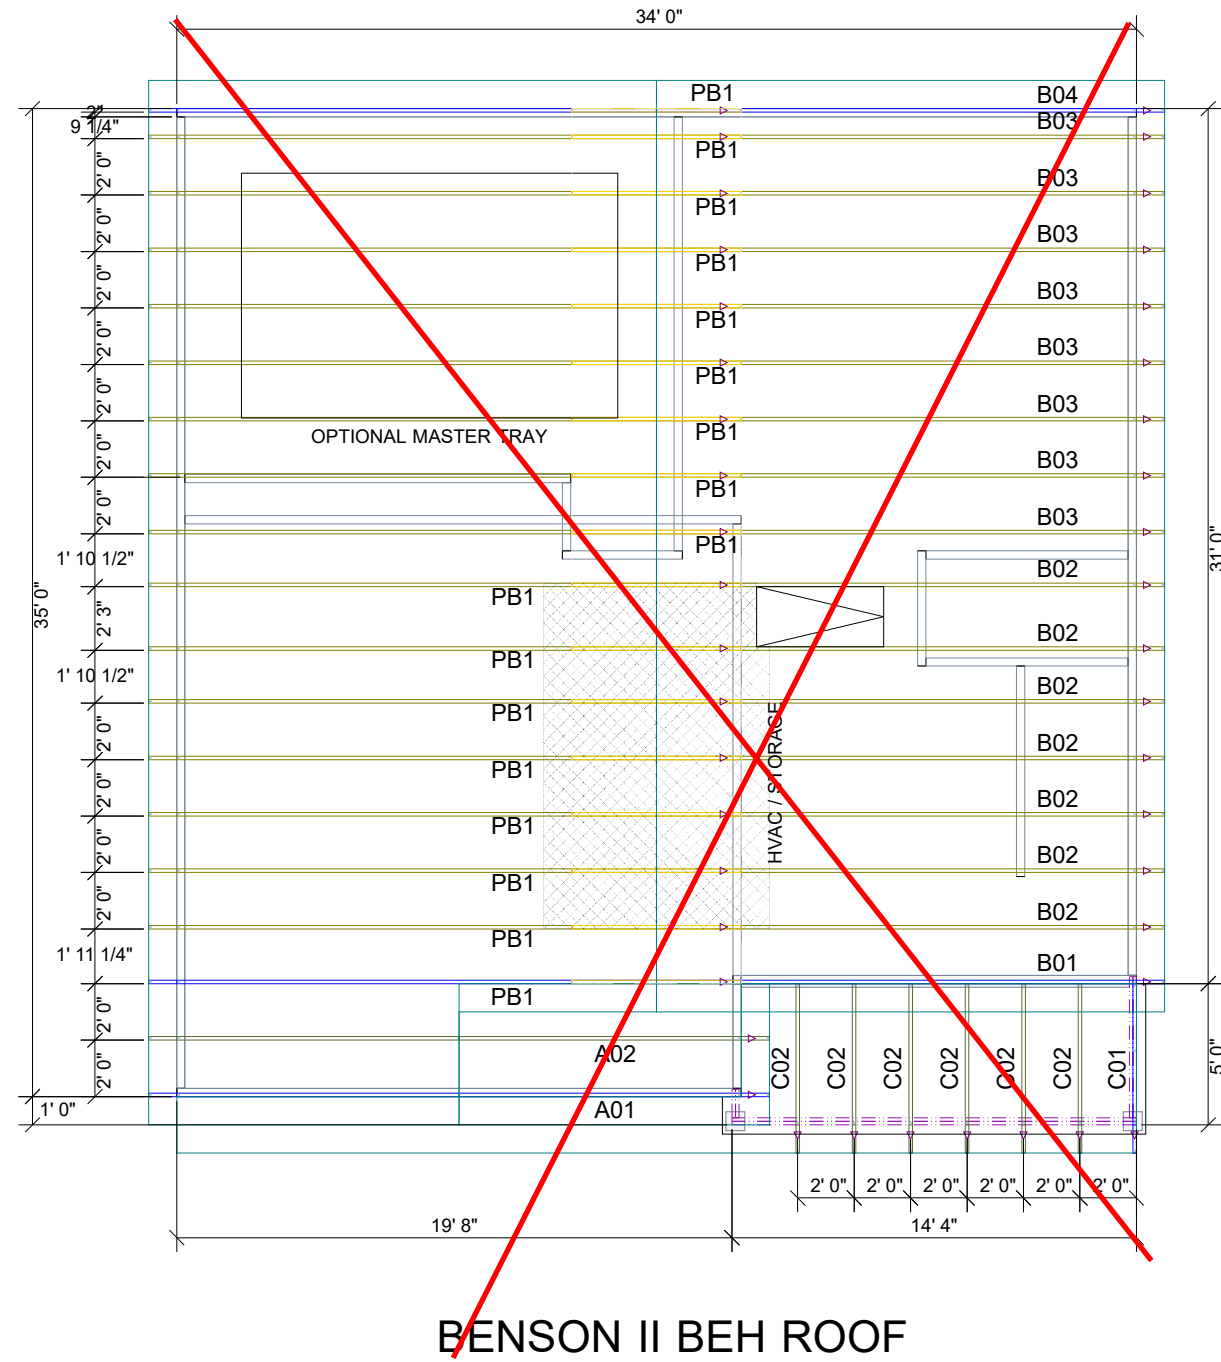 34' 0"
PB1 B04
2"
9 1/4" B03
PB1
2' 0" B03
PB1
2' 0" B03
PB1
2' 0" B03
PB1
2' 0" B03
PB1
2' 0" B03
OPTIONAL MASTER TRAY PB1
2' 0" B03
PB1
2' 0" B03
PB1
1' 10 1/2" B02
PB1
35' 0" 31' 0"
2' 3" B02
PB1
1' 10 1/2" B02
PB1
2' 0" B02
PB1
HVAC / STORAGE
2' 0" B02
PB1
2' 0" B02
PB1
2' 0" B02
PB1
1' 11 1/4" B01
PB1
2' 0"
A02 C02 C02 C02 C02 C02 C02 C01 5' 0"
2' 0"
1' 0" A01
2' 0" 2' 0" 2' 0" 2' 0" 2' 0" 2' 0"
19' 8" 14' 4"
BENSON II BEH ROOF